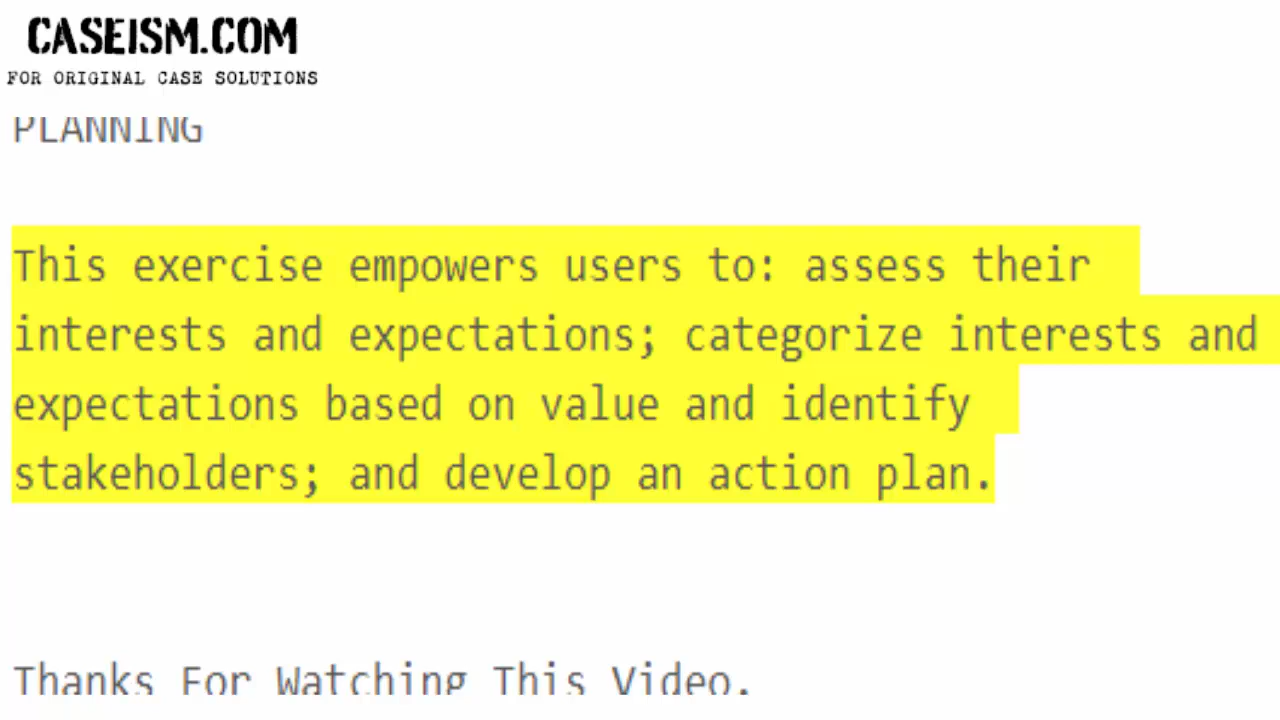 CASEISM.COM
FOR ORIGINAL CASE SOLUTIONS
PLANNING
This exercise empowers users to: assess their
interests and expectations; categorize interests and
expectations based on value and identify
stakeholders; and develop an action plan.
Thanks For Watching This Video.